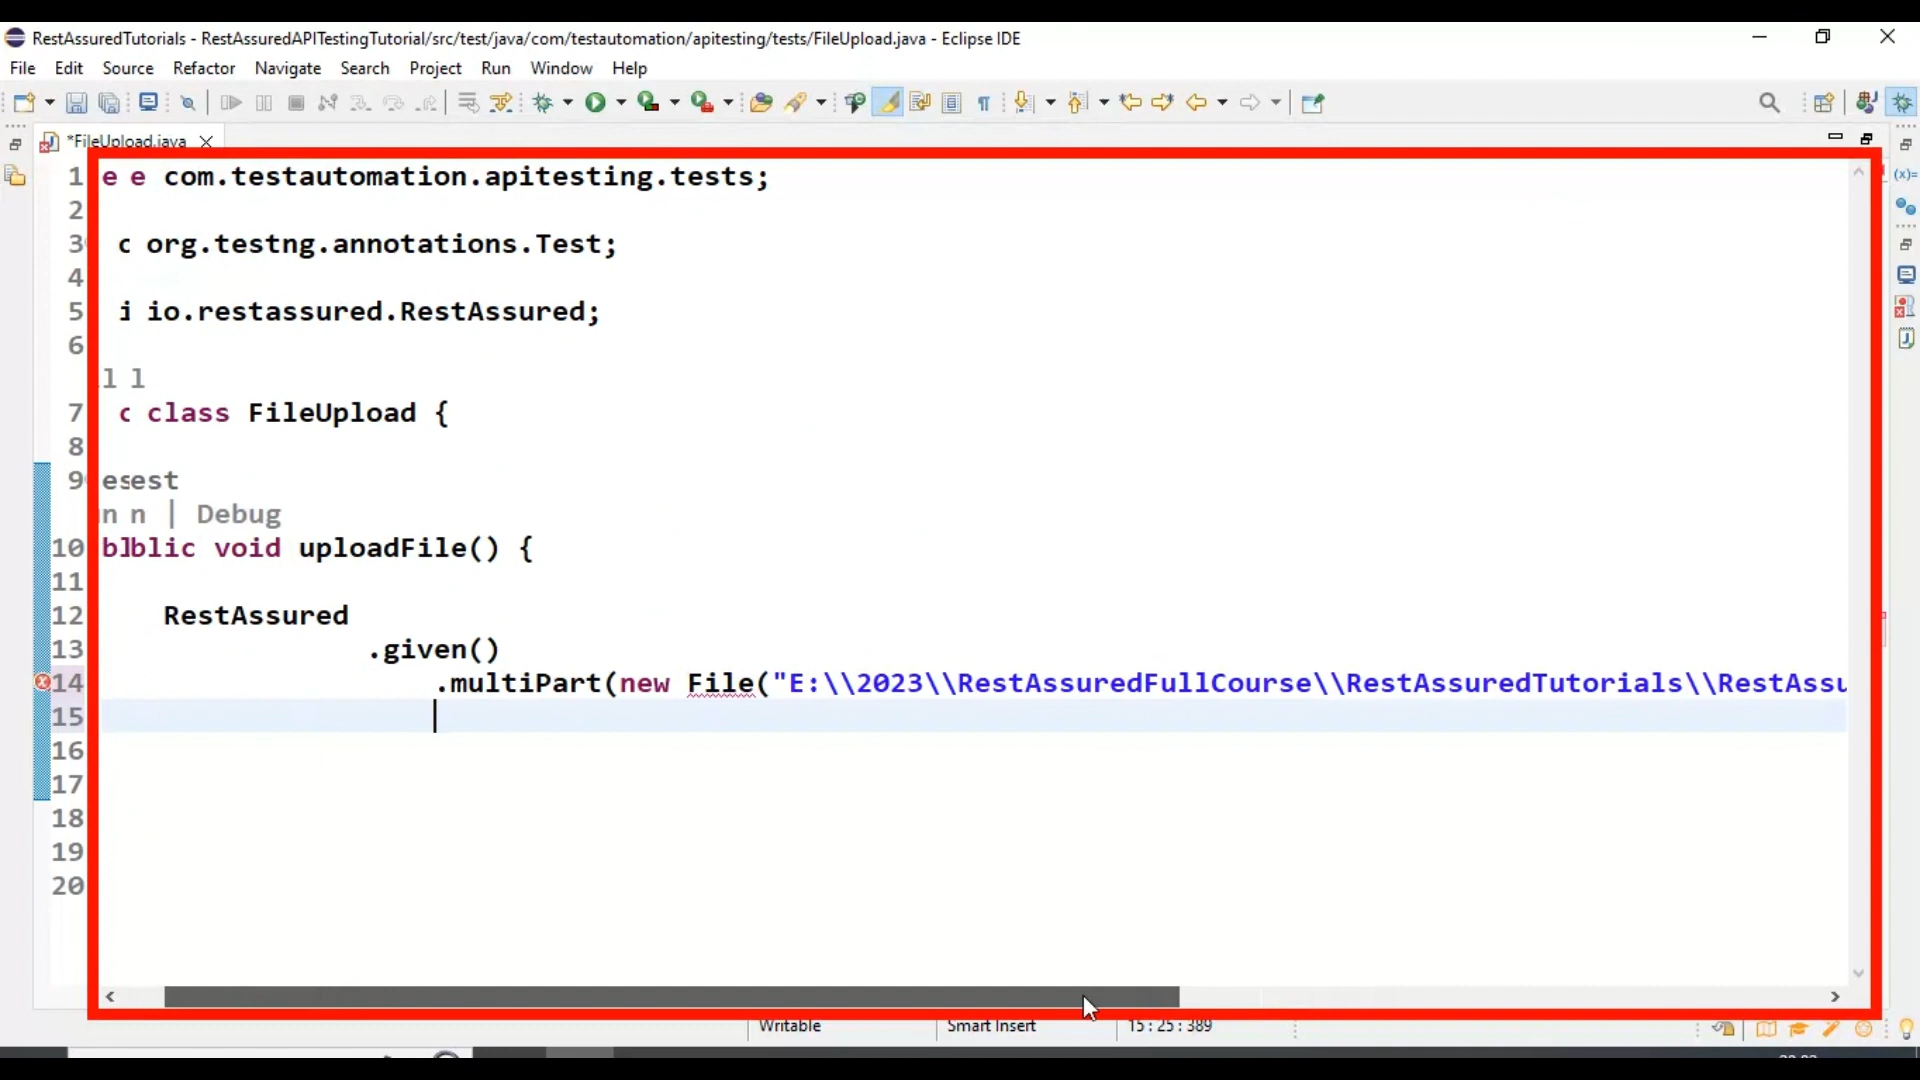 RestAssuredTutorials - RestAssuredAPITestingTutorial/src/test/java/com/testautomation/apitesting/tests/FileUpload.java - Eclipse IDE
File Edit Source Refactor Navigate Search Project Run Window Help
*FileUpload.java
1 e e com.testautomation.apitesting.tests;
2
3 c org.testng.annotations.Test;
4
5 i io.restassured.RestAssured;
6
l l
7 c class FileUpload {
8
9 esest
n n | Debug
10 blblic void uploadFile() {
11
12 RestAssured
13 .given()
14 .multiPart(new File("E:\\2023\\RestAssuredFullCourse\\RestAssuredTutorials\\RestAssu
15
16
17
18
19
20
Writable Smart Insert 15 : 25 : 389